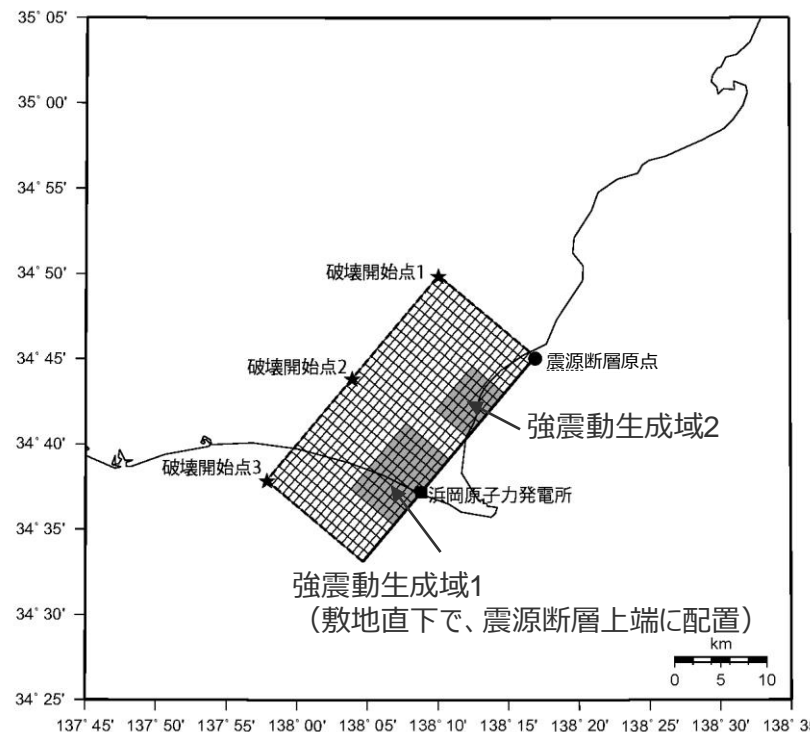 35° 05'
35° 00'
34° 55'
34° 50'
34° 45'
34° 40'
34° 35'
34° 30'
34° 25'
破壊開始点1
破壊開始点2
破壊開始点3
震源断層原点
強震動生成域2
浜岡原子力発電所
強震動生成域1
（敷地直下で、震源断層上端に配置）
km
0 5 10
137° 45' 137° 50' 137° 55' 138° 00' 138° 05' 138° 10' 138° 15' 138° 20' 138° 25' 138° 30' 138° 3